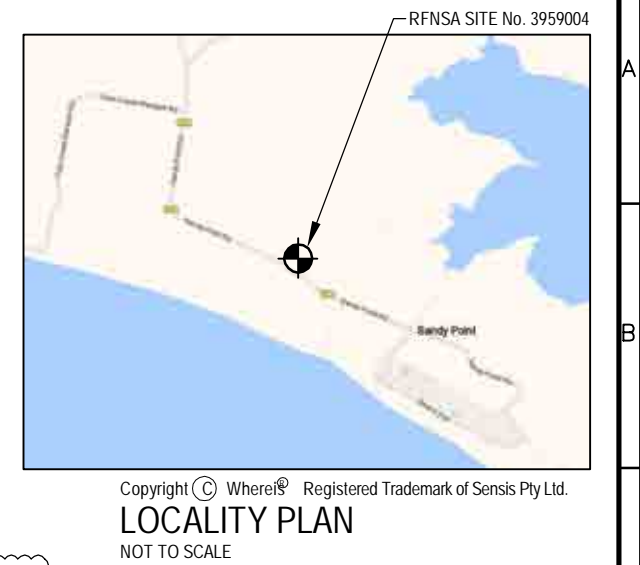 RFNSA SITE No. 3959004
A
Sandy Point
B
Copyright © Whereis® Registered Trademark of Sensis Pty Ltd.
LOCALITY PLAN
NOT TO SCALE